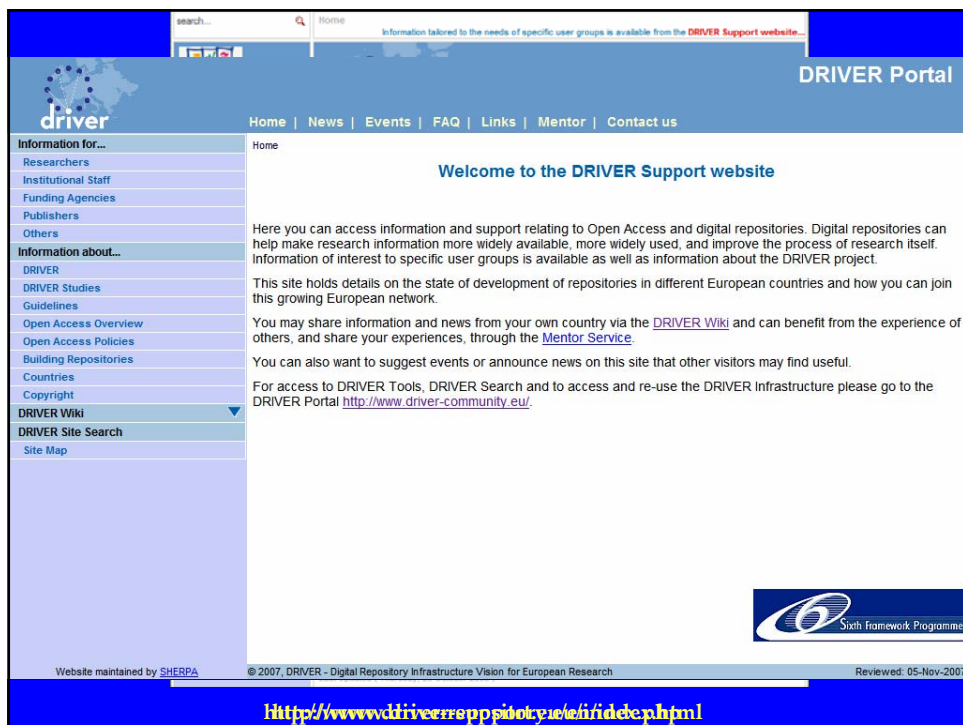 search...
Home
Information tailored to the needs of specific user groups is available from the DRIVER Support website...
driver
DRIVER Portal
Home | News | Events | FAQ | Links | Mentor | Contact us
Information for...
Researchers
Institutional Staff
Funding Agencies
Publishers
Others
Information about...
DRIVER
DRIVER Studies
Guidelines
Open Access Overview
Open Access Policies
Building Repositories
Countries
Copyright
DRIVER Wiki
DRIVER Site Search
Site Map
Home
Welcome to the DRIVER Support website
Here you can access information and support relating to Open Access and digital repositories. Digital repositories can
help make research information more widely available, more widely used, and improve the process of research itself.
Information of interest to specific user groups is available as well as information about the DRIVER project.
This site holds details on the state of development of repositories in different European countries and how you can join
this growing European network.
You may share information and news from your own country via the DRIVER Wiki and can benefit from the experience of
others, and share your experiences, through the Mentor Service.
You can also want to suggest events or announce news on this site that other visitors may find useful.
For access to DRIVER Tools, DRIVER Search and to access and re-use the DRIVER Infrastructure please go to the
DRIVER Portal http://www.driver-community.eu/.
6
Sixth Framework Programme
Website maintained by SHERPA
© 2007, DRIVER - Digital Repository Infrastructure Vision for European Research
Reviewed: 05-Nov-2007